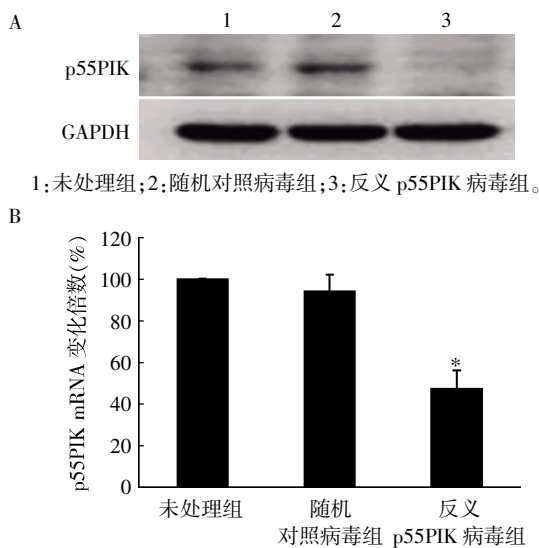 A
1 2 3
p55PIK
GAPDH
1:未处理组;2:随机对照病毒组;3:反义 p55PIK 病毒组。
B
p55PIK mRNA 变化倍数(%)
120
100
80
60
40
20
0
*
未处理组 随机 反义
对照病毒组 p55PIK 病毒组